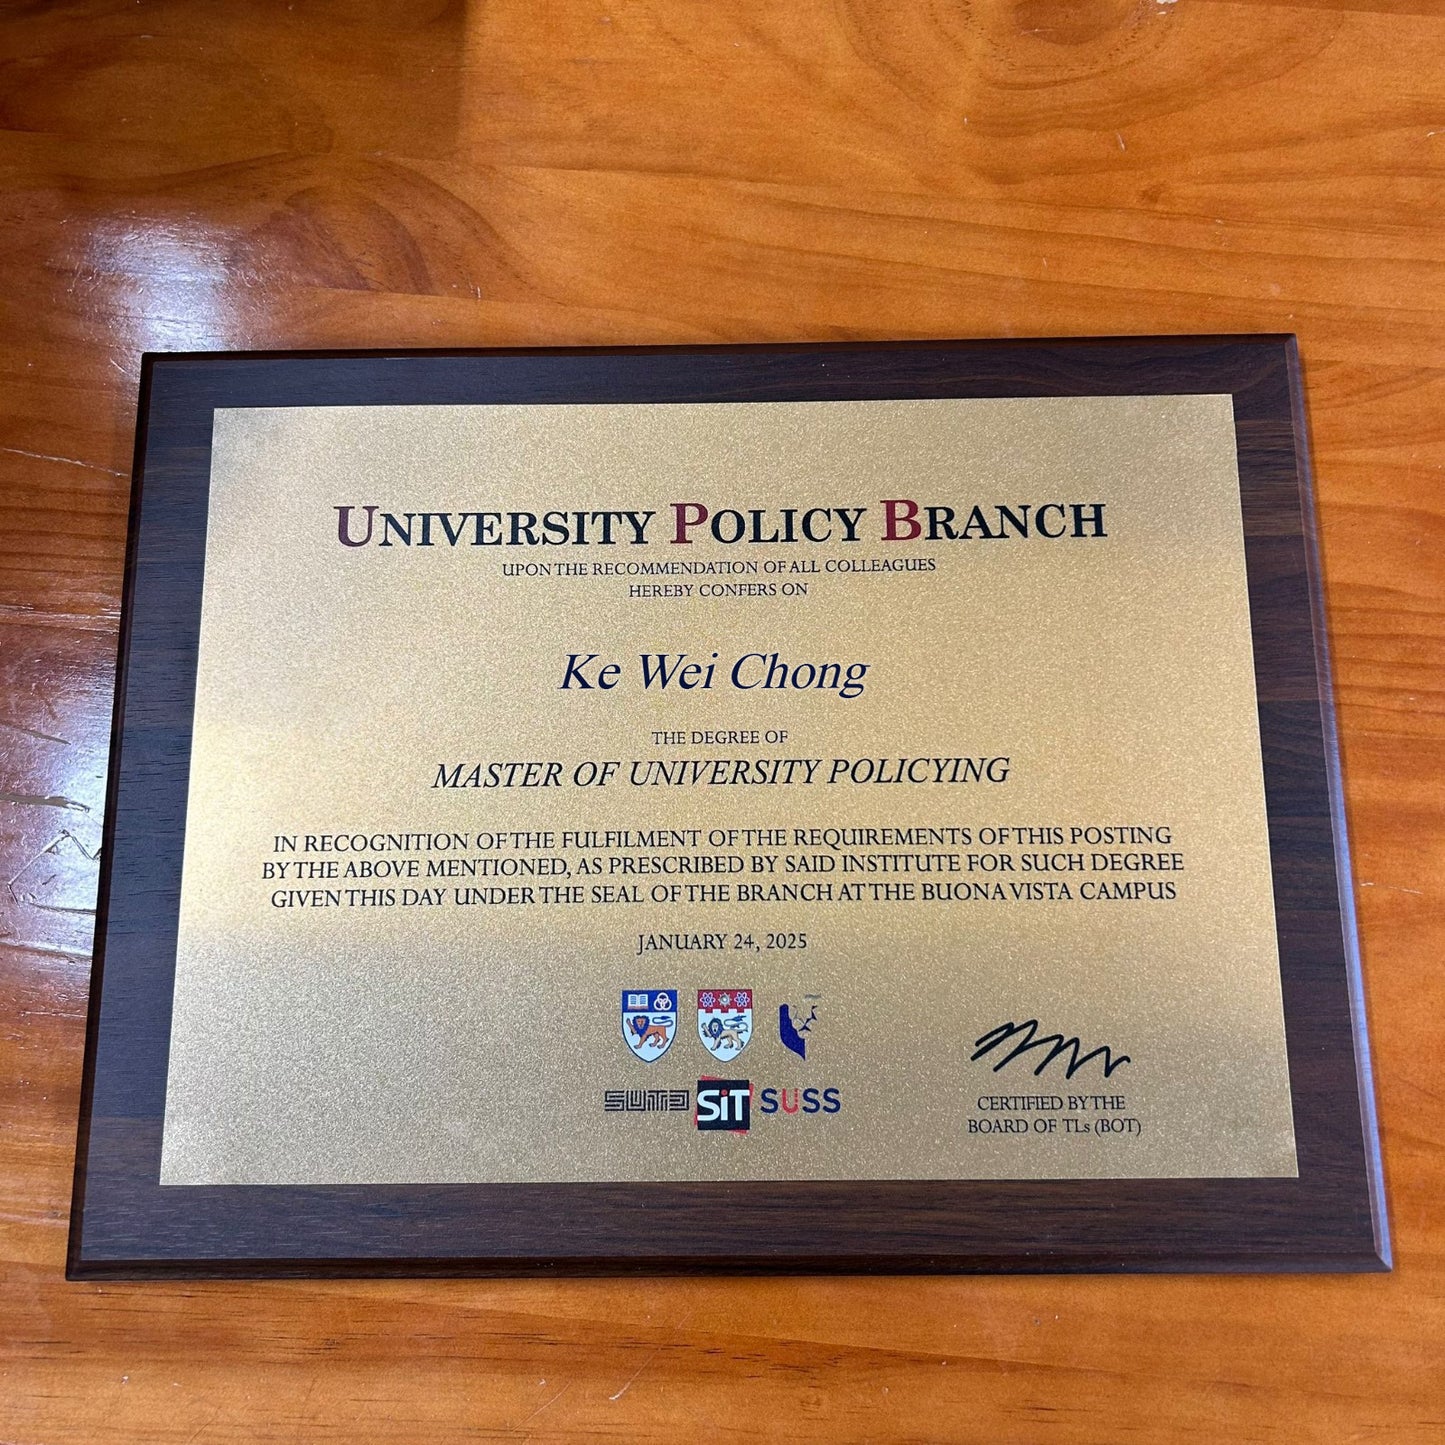 UNIVERSITY POLICY BRANCH
UPON THE RECOMMENDATION OF ALL COLLEAGUES
HEREBY CONFERS ON
Ke Wei Chong
THE DEGREE OF
MASTER OF UNIVERSITY POLICYING
IN RECOGNITION OF THE FULFILMENT OF THE REQUIREMENTS OF THIS POSTING
BY THE ABOVE MENTIONED, AS PRESCRIBED BY SAID INSTITUTE FOR SUCH DEGREE
GIVEN THIS DAY UNDER THE SEAL OF THE BRANCH AT THE BUONA VISTA CAMPUS
JANUARY 24, 2025
SUTD SiT SUSS
CERTIFIED BY THE
BOARD OF TLs (BOT)